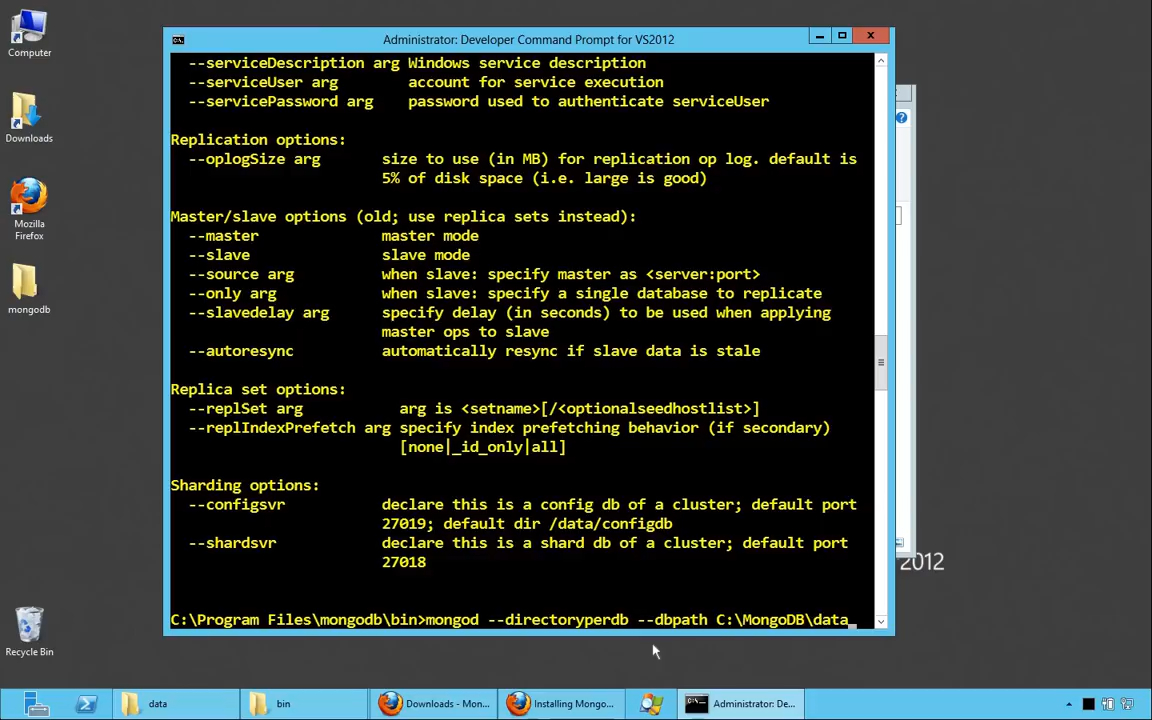 Computer
Downloads
Mozilla
Firefox
mongodb
Recycle Bin
Administrator: Developer Command Prompt for VS2012
--serviceDescription arg Windows service description
--serviceUser arg account for service execution
--servicePassword arg password used to authenticate serviceUser
Replication options:
--oplogSize arg size to use (in MB) for replication op log. default is
5% of disk space (i.e. large is good)
Master/slave options (old; use replica sets instead):
--master master mode
--slave slave mode
--source arg when slave: specify master as <server:port>
--only arg when slave: specify a single database to replicate
--slavedelay arg specify delay (in seconds) to be used when applying
master ops to slave
--autoresync automatically resync if slave data is stale
Replica set options:
--replSet arg arg is <setname>[/<optionalseedhostlist>]
--replIndexPrefetch arg specify index prefetching behavior (if secondary)
[none|_id_only|all]
Sharding options:
--configsvr declare this is a config db of a cluster; default port
27019; default dir /data/configdb
--shardsvr declare this is a shard db of a cluster; default port
27018
C:\Program Files\mongodb\bin>mongod --directoryperdb --dbpath C:\MongoDB\data_
2012
data
bin
Downloads - Mon...
Installing Mongo...
Administrator: De...